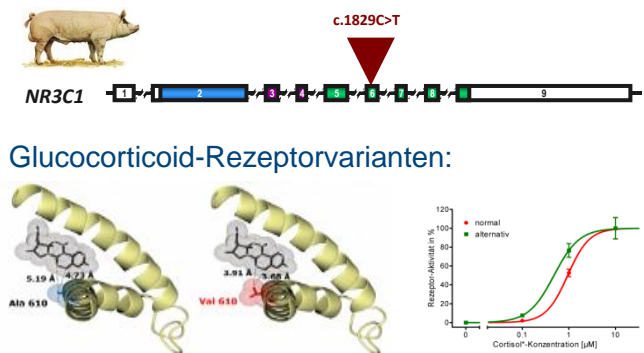 c.1829C>T
NR3C1
1 2 3 4 5 6 7 8 9
Glucocorticoid-Rezeptorvarianten:
5.19 Å 4.73 Å
Ala 610
3.91 Å 3.68 Å
Val 610
normal
alternativ
Rezeptor-Aktivität in %
120
100
80
60
40
20
0
0 0.1 1 10
Cortisol*-Konzentration [µM]